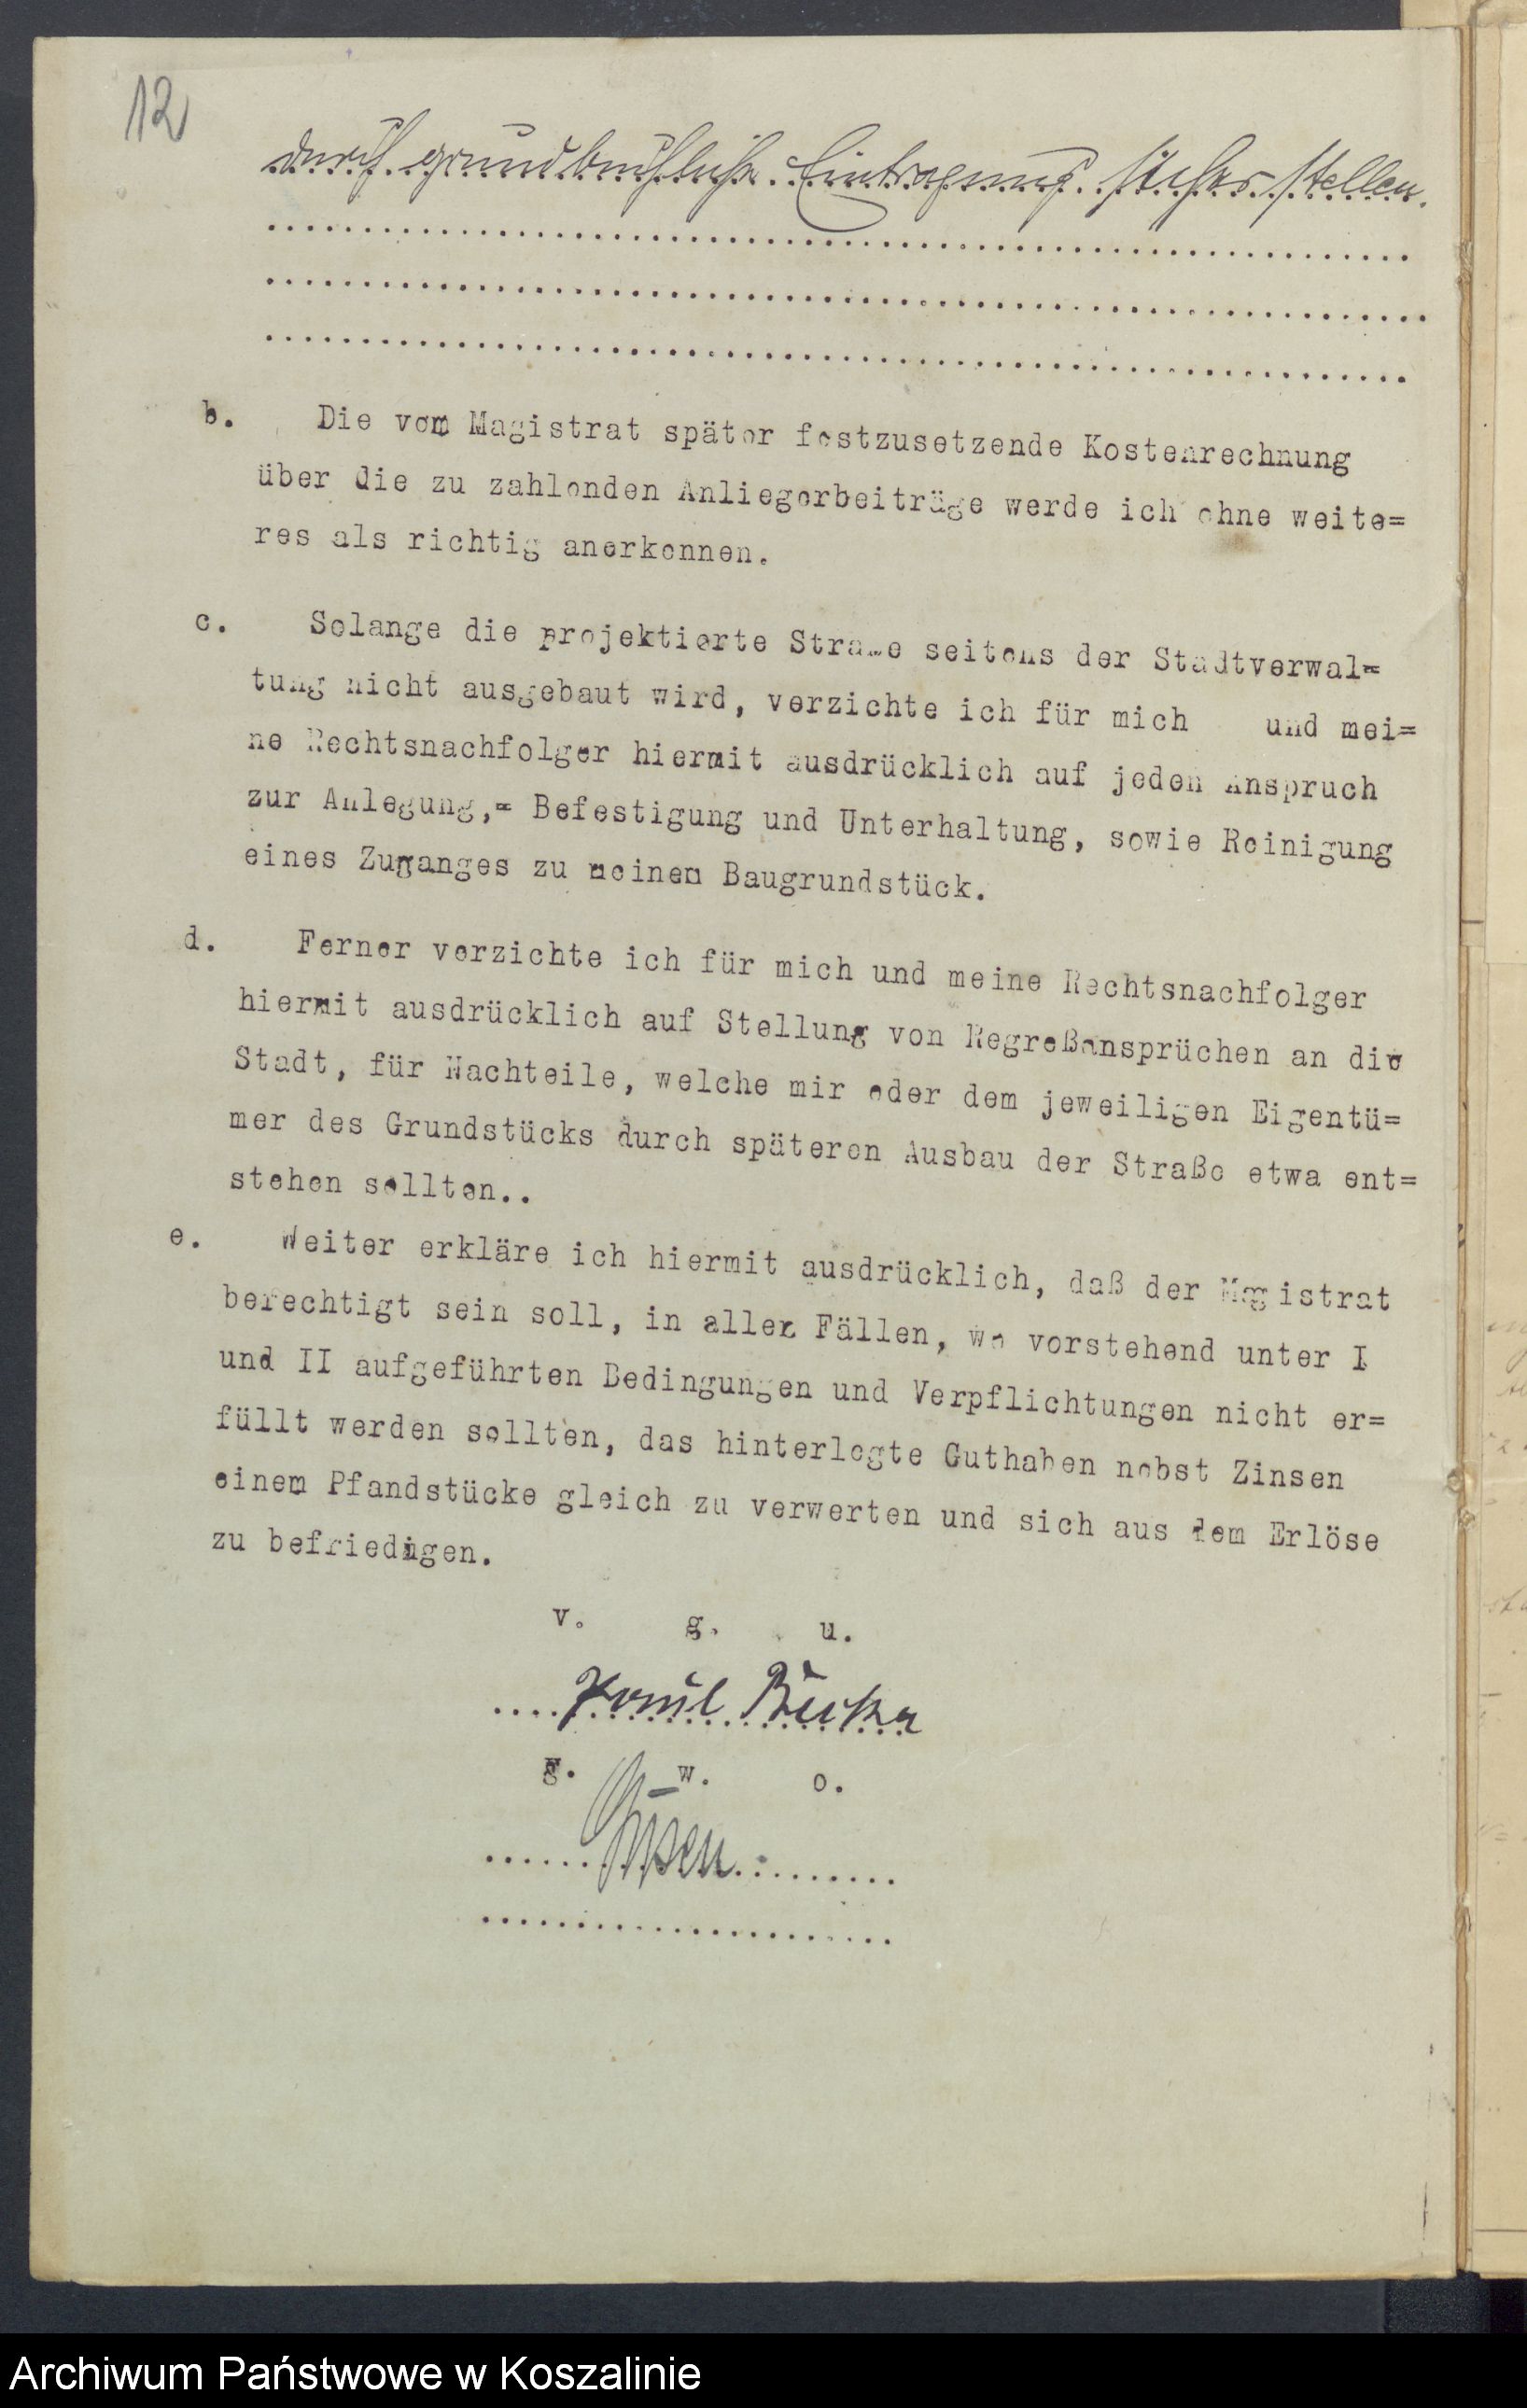 12
durch grundbuchliche Eintragung sicher stellen.
b. Die vom Magistrat später festzusetzende Kostenrechnung
über die zu zahlenden Anliegerbeiträge werde ich ohne weite=
res als richtig anerkennen.
c. Solange die projektierte Straße seitens der Stadtverwal=
tung nicht ausgebaut wird, verzichte ich für mich und mei=
ne Rechtsnachfolger hiermit ausdrücklich auf jeden Anspruch
zur Anlegung,= Befestigung und Unterhaltung, sowie Reinigung
eines Zuganges zu meinem Baugrundstück.
d. Ferner verzichte ich für mich und meine Rechtsnachfolger
hiermit ausdrücklich auf Stellung von Regreßansprüchen an die
Stadt, für Nachteile, welche mir oder dem jeweiligen Eigentü=
mer des Grundstücks durch späteren Ausbau der Straße etwa ent=
stehen sollten..
e. Weiter erkläre ich hiermit ausdrücklich, daß der Magistrat
berechtigt sein soll, in allen Fällen, wo vorstehend unter I
und II aufgeführten Bedingungen und Verpflichtungen nicht er=
füllt werden sollten, das hinterlegte Guthaben nebst Zinsen
einem Pfandstücke gleich zu verwerten und sich aus dem Erlöse
zu befriedigen.
v. g. u.
Paul
g. w. o.
Archiwum Państwowe w Koszalinie